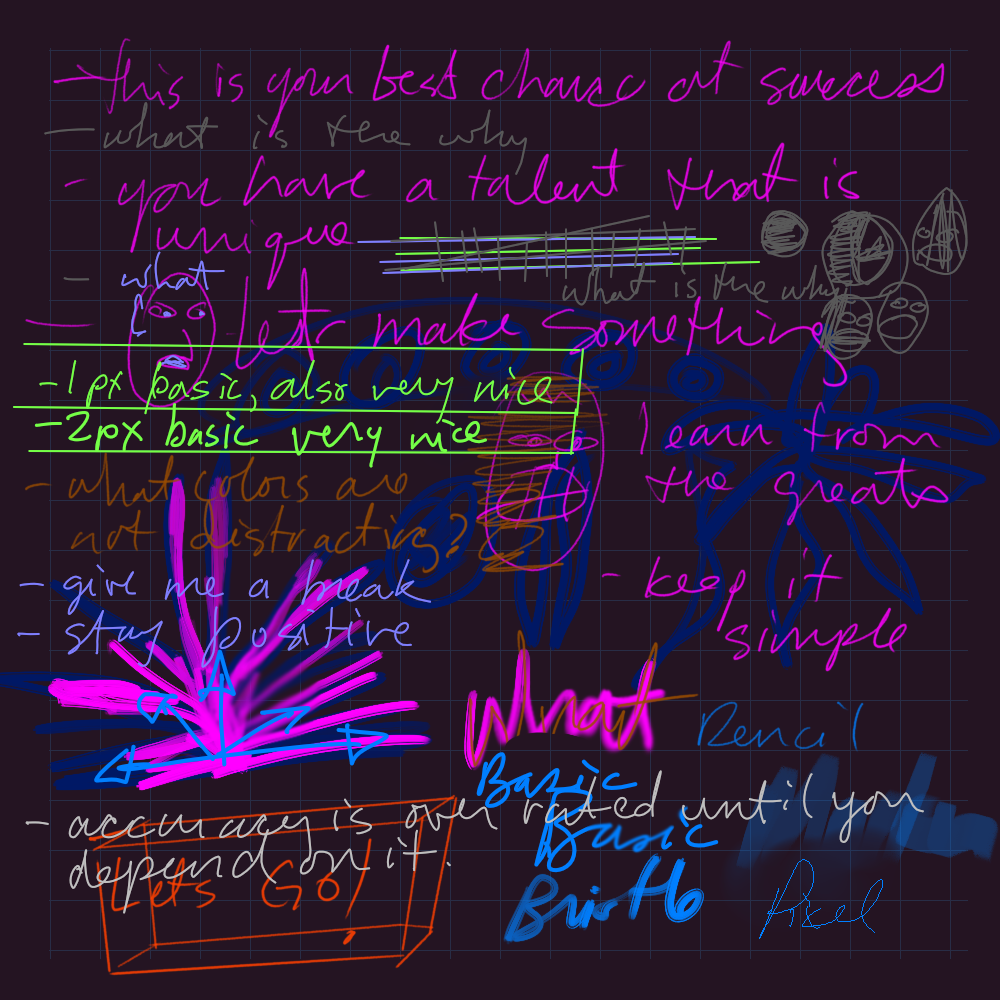 - this is your best chance at success
- what is the why
- you have a talent that is
unique
- what
what is the why
- Lets make something
- 1px basic, also very nice
- 2px basic very nice
learn from
the greats
- what colors are
not distracting?
- give me a break
- keep it
simple
- stay positive
What
Pencil
Basic
- accuracy is over rated until you
depend on it.
Basic
Lets GO!
Pixel